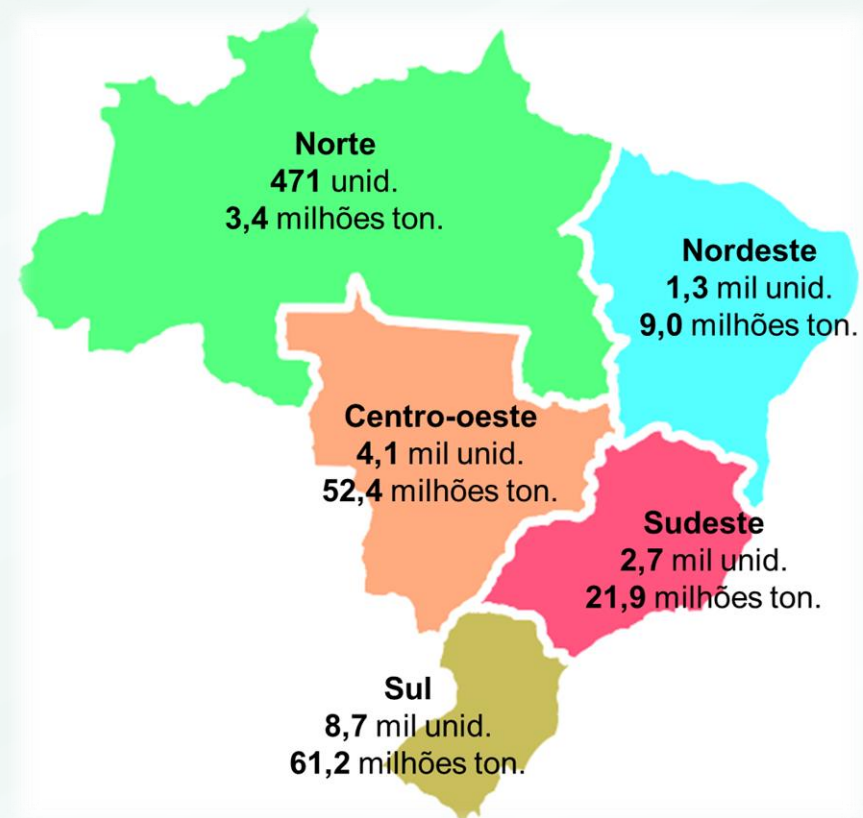 Norte
471 unid.
3,4 milhões ton.
Nordeste
1,3 mil unid.
9,0 milhões ton.
Centro-oeste
4,1 mil unid.
52,4 milhões ton.
Sudeste
2,7 mil unid.
21,9 milhões ton.
Sul
8,7 mil unid.
61,2 milhões ton.